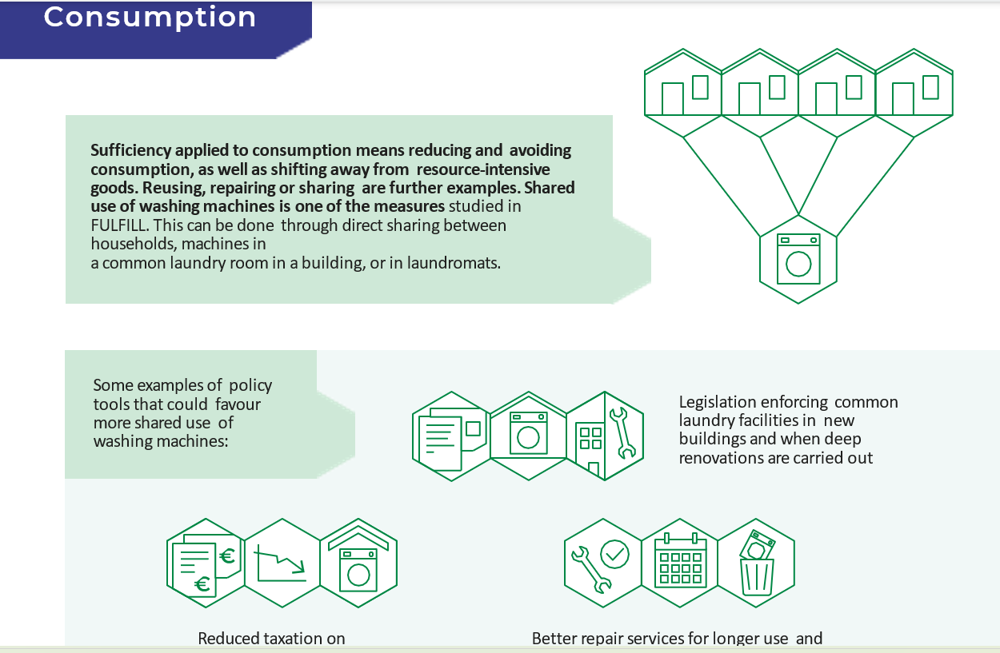 Consumption
Sufficiency applied to consumption means reducing and avoiding
consumption, as well as shifting away from resource-intensive
goods. Reusing, repairing or sharing are further examples. Shared
use of washing machines is one of the measures studied in
FULFILL. This can be done through direct sharing between
households, machines in
a common laundry room in a building, or in laundromats.
Some examples of policy
tools that could favour
more shared use of
washing machines:
Legislation enforcing common
laundry facilities in new
buildings and when deep
renovations are carried out
€
€
Reduced taxation on
Better repair services for longer use and